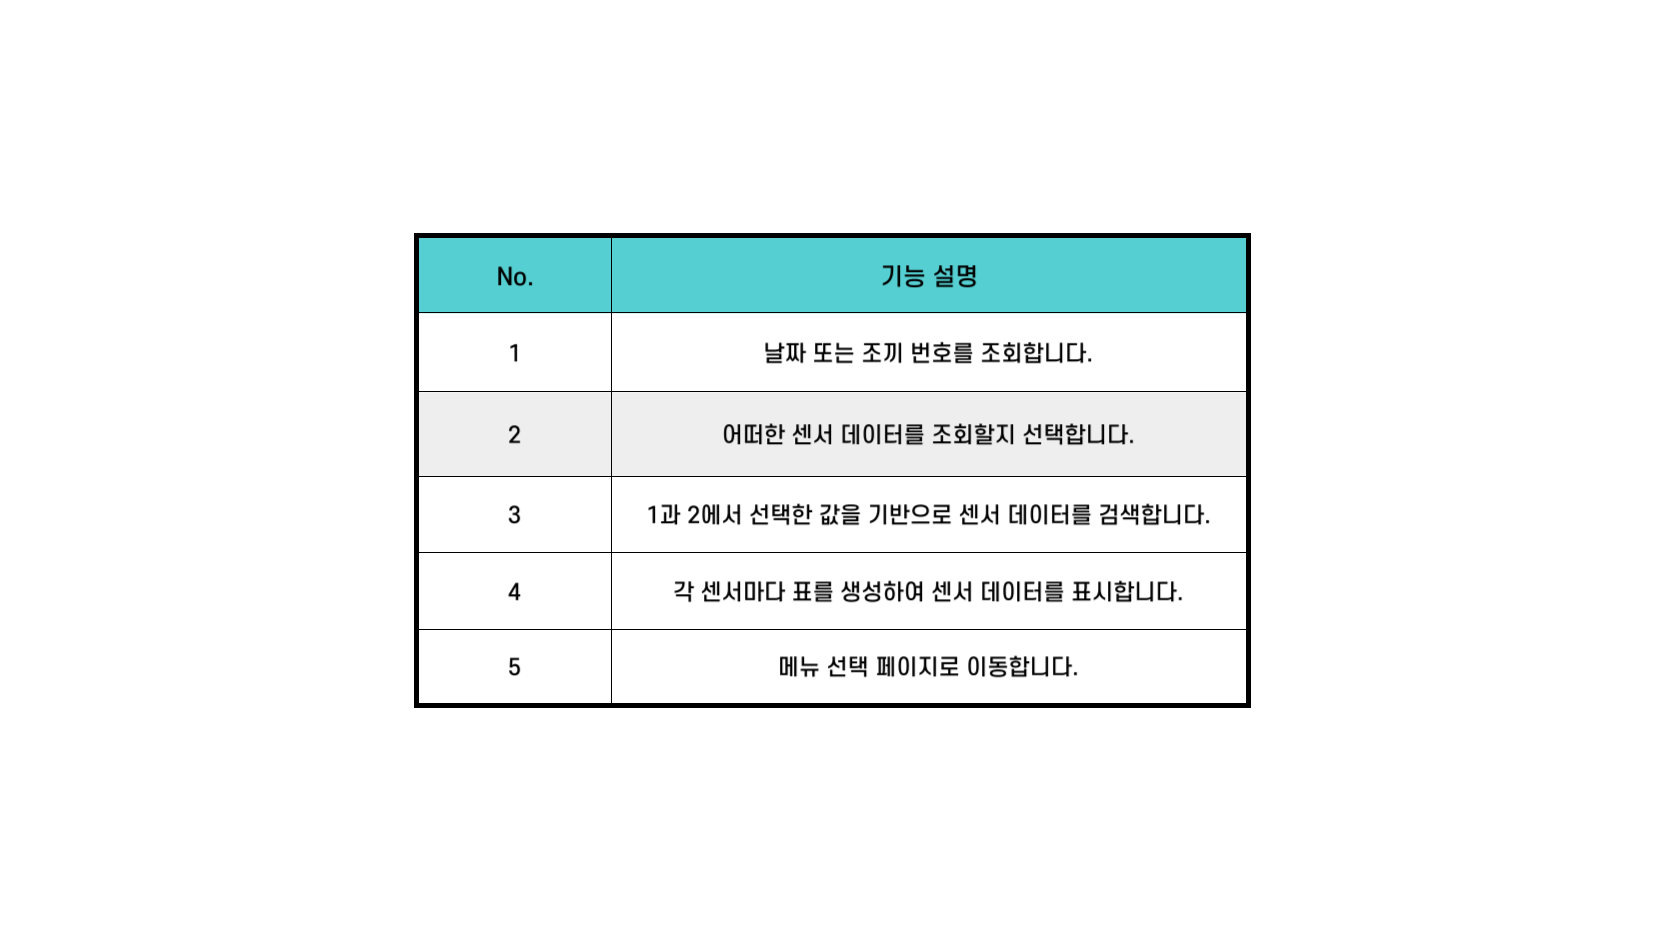 No. 기능 설명
1 날짜 또는 조끼 번호를 조회합니다.
2 어떠한 센서 데이터를 조회할지 선택합니다.
3 1과 2에서 선택한 값을 기반으로 센서 데이터를 검색합니다.
4 각 센서마다 표를 생성하여 센서 데이터를 표시합니다.
5 메뉴 선택 페이지로 이동합니다.